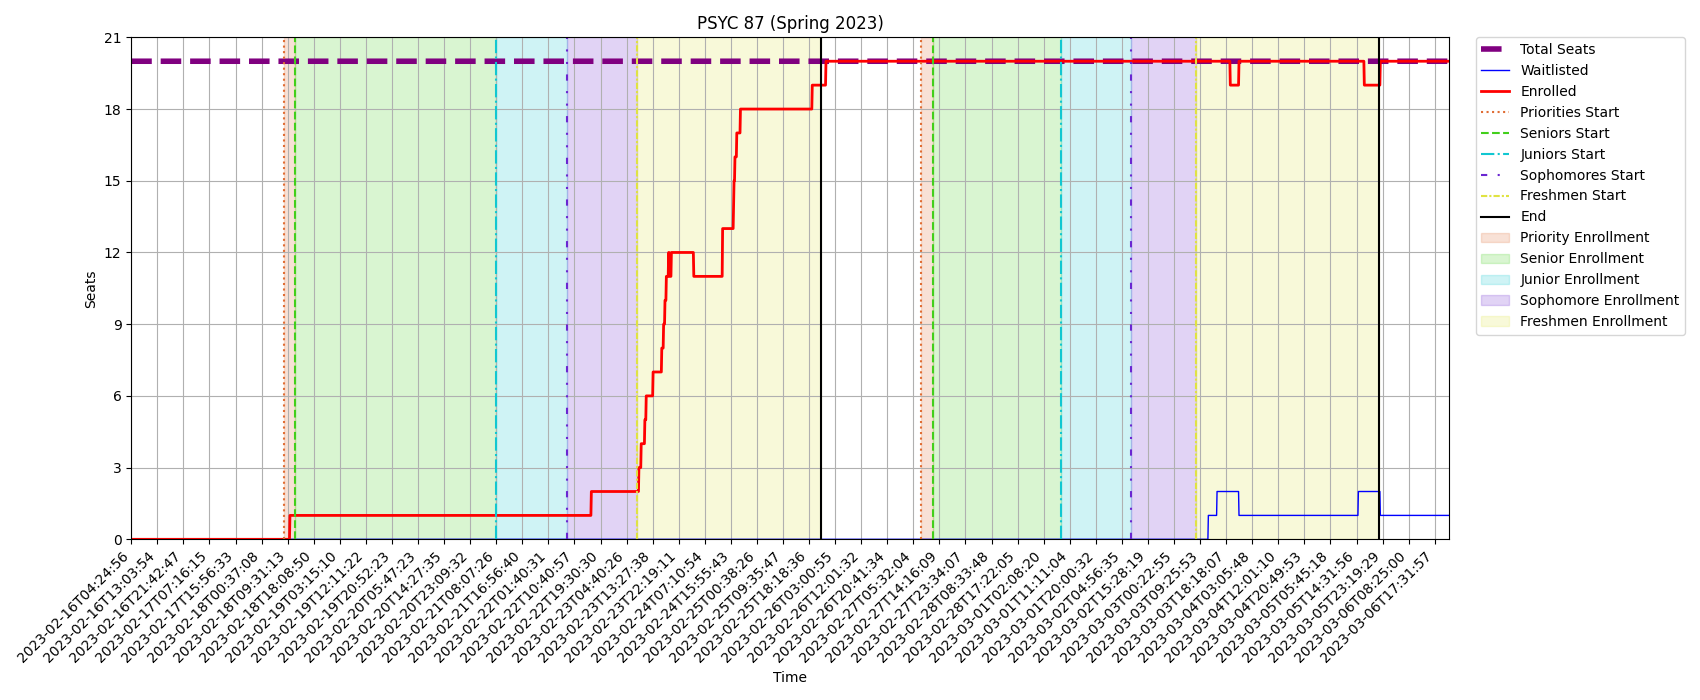 PSYC 87 (Spring 2023)
21
18
15
12
9
6
3
0
Seats
Total Seats
Waitlisted
Enrolled
Priorities Start
Seniors Start
Juniors Start
Sophomores Start
Freshmen Start
End
Priority Enrollment
Senior Enrollment
Junior Enrollment
Sophomore Enrollment
Freshmen Enrollment
2023-02-16T04:24:56
2023-02-16T13:03:54
2023-02-16T21:42:47
2023-02-17T07:16:15
2023-02-17T15:56:33
2023-02-18T00:37:08
2023-02-18T09:31:13
2023-02-18T18:08:50
2023-02-19T03:15:10
2023-02-19T12:11:22
2023-02-19T20:52:23
2023-02-20T05:47:23
2023-02-20T14:27:35
2023-02-20T23:09:32
2023-02-21T08:07:26
2023-02-21T16:56:40
2023-02-22T01:40:31
2023-02-22T10:40:57
2023-02-22T19:30:30
2023-02-23T04:40:26
2023-02-23T13:27:38
2023-02-23T22:19:11
2023-02-24T07:10:54
2023-02-24T15:55:43
2023-02-25T00:38:26
2023-02-25T09:35:47
2023-02-25T18:18:36
2023-02-26T03:00:55
2023-02-26T12:01:32
2023-02-26T20:41:34
2023-02-27T05:32:04
2023-02-27T14:16:09
2023-02-27T23:34:07
2023-02-28T08:33:48
2023-02-28T17:22:05
2023-03-01T02:08:20
2023-03-01T11:11:04
2023-03-01T20:00:32
2023-03-02T04:56:35
2023-03-02T15:28:19
2023-03-03T00:22:55
2023-03-03T09:25:53
2023-03-03T18:18:07
2023-03-04T03:05:48
2023-03-04T12:01:10
2023-03-04T20:49:53
2023-03-05T05:45:18
2023-03-05T14:31:56
2023-03-05T23:19:29
2023-03-06T08:25:00
2023-03-06T17:31:57
Time